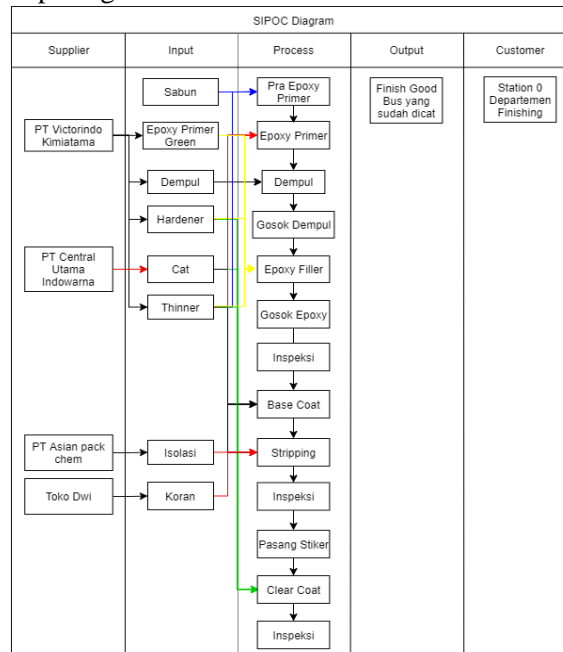 SIPOC Diagram
Supplier
Input
Process
Output
Customer
Sabun
Pra Epoxy
Primer
Finish Good
Bus yang
sudah dicat
Station 0
Departemen
Finishing
PT Victorindo
Kimiatama
Epoxy Primer
Green
Epoxy Primer
Dempul
Dempul
Hardener
Gosok Dempul
PT Central
Utama
Indowarna
Cat
Epoxy Filler
Thinner
Gosok Epoxy
Inspeksi
Base Coat
PT Asian pack
chem
Isolasi
Stripping
Toko Dwi
Koran
Inspeksi
Pasang Stiker
Clear Coat
Inspeksi